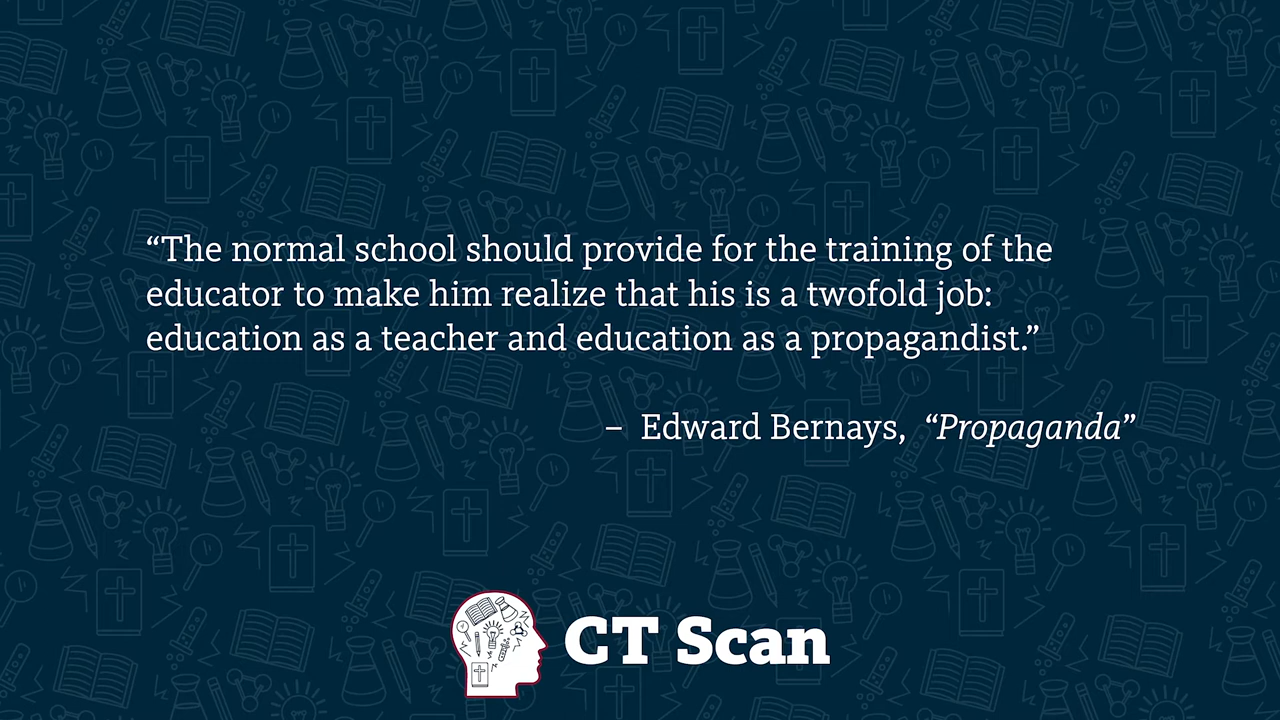 “The normal school should provide for the training of the
educator to make him realize that his is a twofold job:
education as a teacher and education as a propagandist.”
– Edward Bernays, “Propaganda”
CT Scan